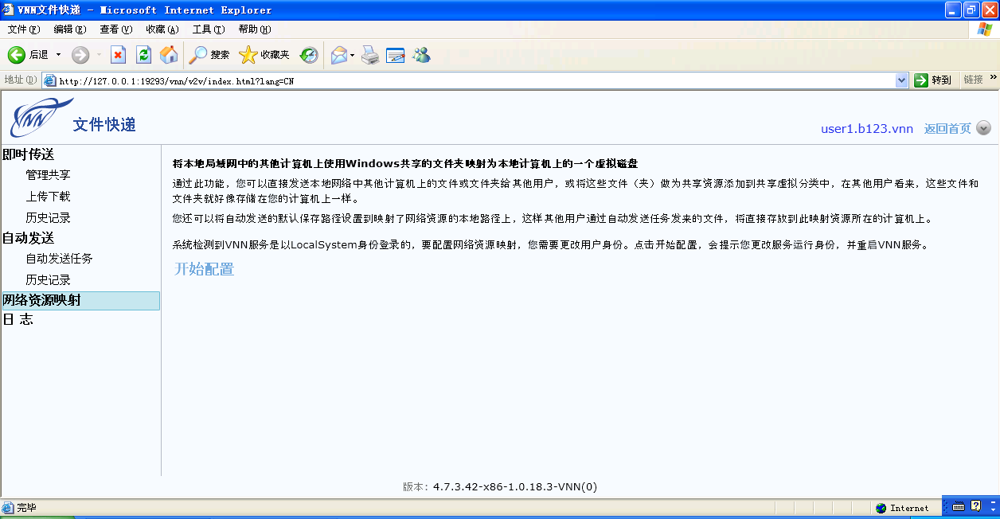 VNN文件快递 - Microsoft Internet Explorer
文件(F) 编辑(E) 查看(V) 收藏(A) 工具(T) 帮助(H)
后退 搜索 收藏夹
地址(D) http://127.0.0.1:19293/vnn/v2v/index.html?lang=CN 转到 链接 »
VNN 文件快递
user1.b123.vnn 返回首页
即时传送
管理共享
上传下载
历史记录
自动发送
自动发送任务
历史记录
网络资源映射
日 志
将本地局域网中的其他计算机上使用Windows共享的文件夹映射为本地计算机上的一个虚拟磁盘
通过此功能，您可以直接发送本地网络中其他计算机上的文件或文件夹给其他用户，或将这些文件（夹）做为共享资源添加到共享虚拟分类中，在其他用户看来，这些文件和
文件夹就好像存储在您的计算机上一样。
您还可以将自动发送的默认保存路径设置到映射了网络资源的本地路径上，这样其他用户通过自动发送任务发来的文件，将直接存放到此映射资源所在的计算机上。
系统检测到VNN服务是以LocalSystem身份登录的，要配置网络资源映射，您需要更改用户身份。点击开始配置，会提示您更改服务运行身份，并重启VNN服务。
开始配置
版本：4.7.3.42-x86-1.0.18.3-VNN(0)
完毕 Internet